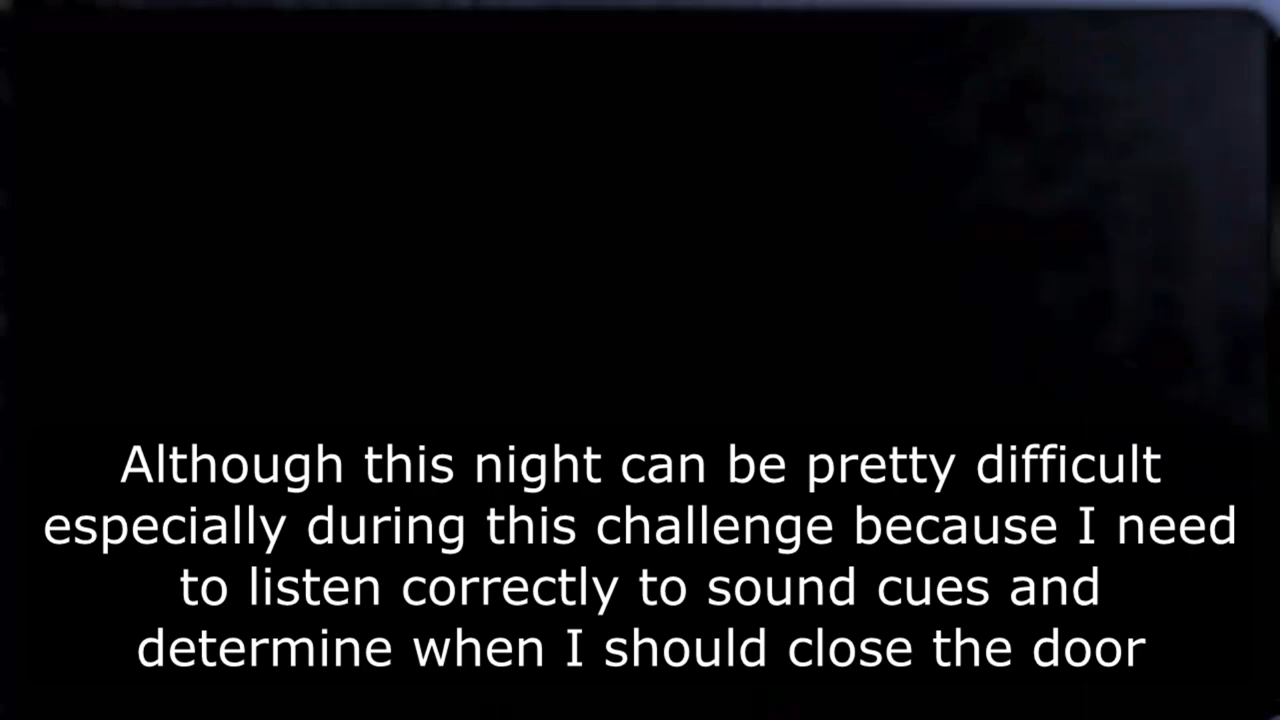 Although this night can be pretty difficult
especially during this challenge because I need
to listen correctly to sound cues and
determine when I should close the door